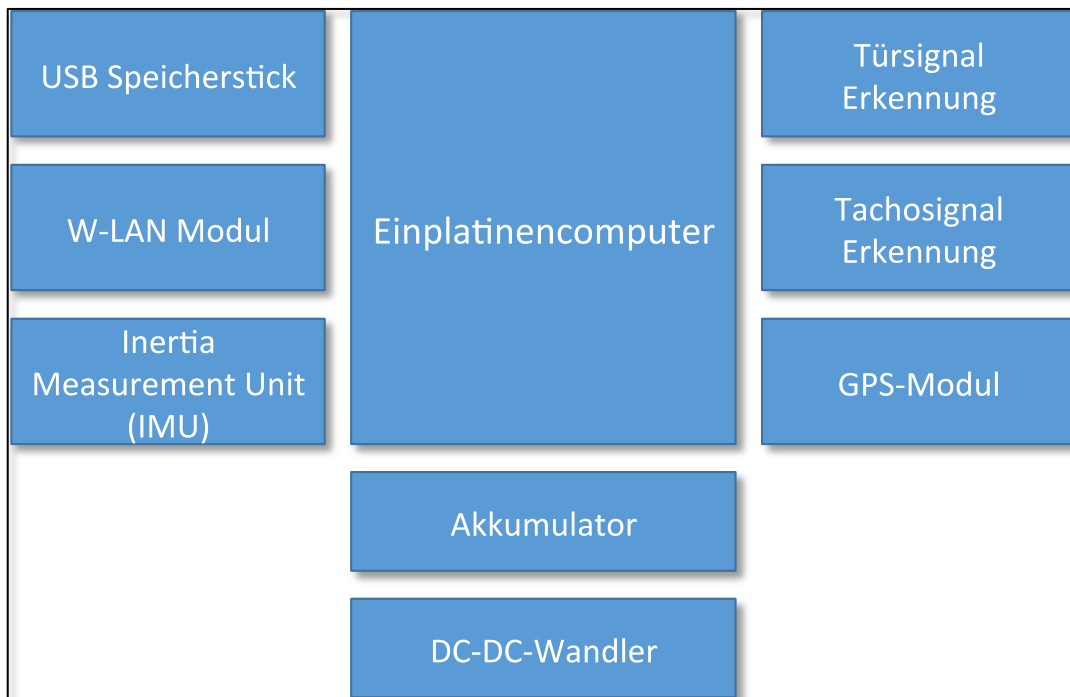 USB Speicherstick
W-LAN Modul
Inertia
Measurement Unit
(IMU)
Einplatinencomputer
Akkumulator
DC-DC-Wandler
Türsignal
Erkennung
Tachosignal
Erkennung
GPS-Modul